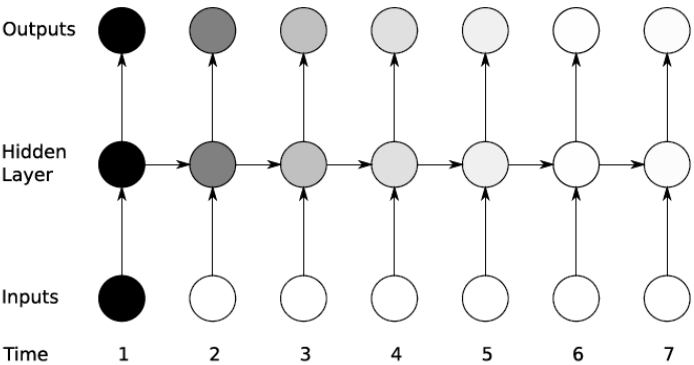 Outputs
Hidden
Layer
Inputs
Time 1 2 3 4 5 6 7